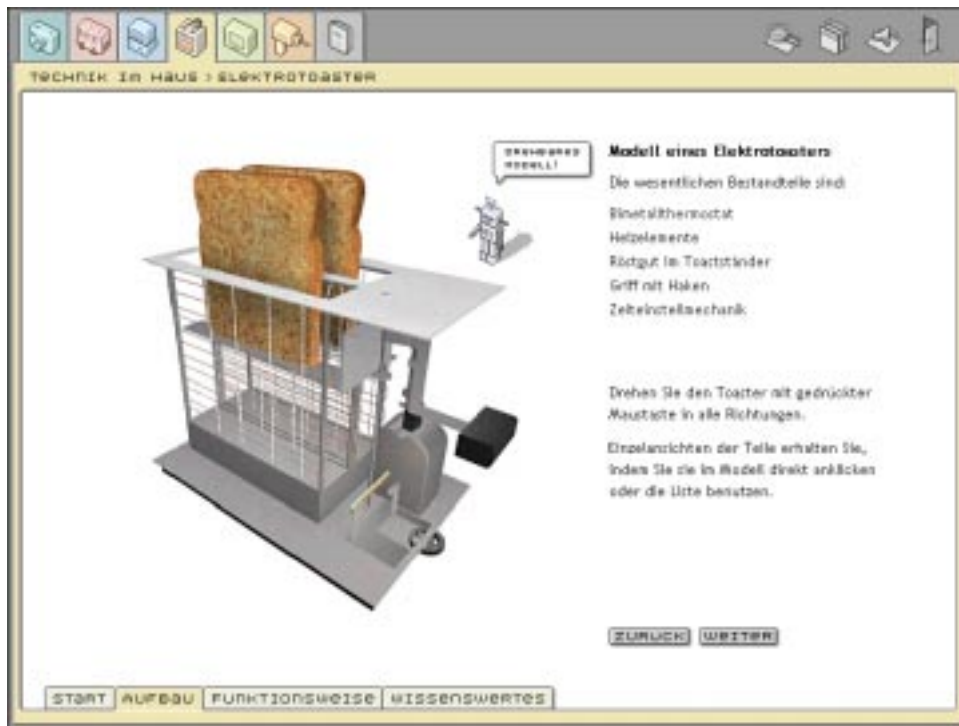 TECHNIK IM HAUS > ELEKTROTOASTER
DREHBARES
MODELL!
Modell eines Elektrotoasters
Die wesentlichen Bestandteile sind:
Bimetallthermostat
Heizelemente
Röstgut im Toastständer
Griff mit Haken
Zeiteinstellmechanik
Drehen Sie den Toaster mit gedrückter
Maustaste in alle Richtungen.
Einzelansichten der Teile erhalten Sie,
indem Sie sie im Modell direkt anklicken
oder die Liste benutzen.
ZURÜCK WEITER
START AUFBAU FUNKTIONSWEISE WISSENSWERTES